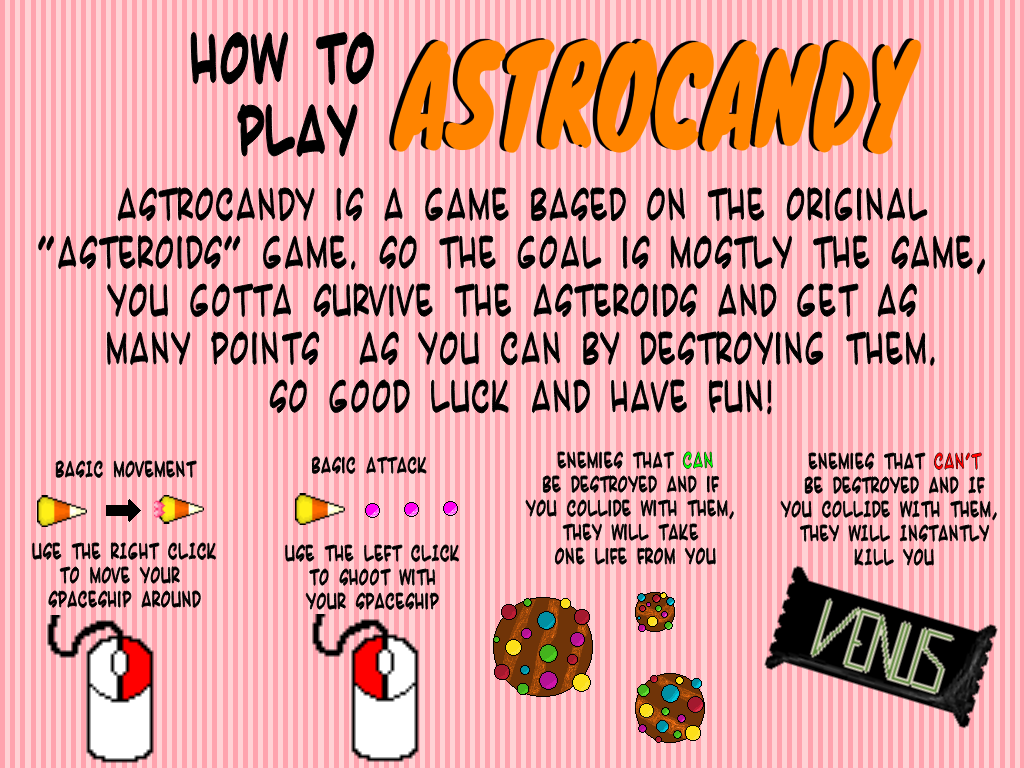 HOW TO
PLAY
ASTROCANDY
ASTROCANDY IS A GAME BASED ON THE ORIGINAL
"ASTEROIDS" GAME. SO THE GOAL IS MOSTLY THE SAME,
YOU GOTTA SURVIVE THE ASTEROIDS AND GET AS
MANY POINTS AS YOU CAN BY DESTROYING THEM.
SO GOOD LUCK AND HAVE FUN!
BASIC MOVEMENT
USE THE RIGHT CLICK
TO MOVE YOUR
SPACESHIP AROUND
BASIC ATTACK
USE THE LEFT CLICK
TO SHOOT WITH
YOUR SPACESHIP
ENEMIES THAT CAN
BE DESTROYED AND IF
YOU COLLIDE WITH THEM,
THEY WILL TAKE
ONE LIFE FROM YOU
ENEMIES THAT CAN'T
BE DESTROYED AND IF
YOU COLLIDE WITH THEM,
THEY WILL INSTANTLY
KILL YOU
VENUS